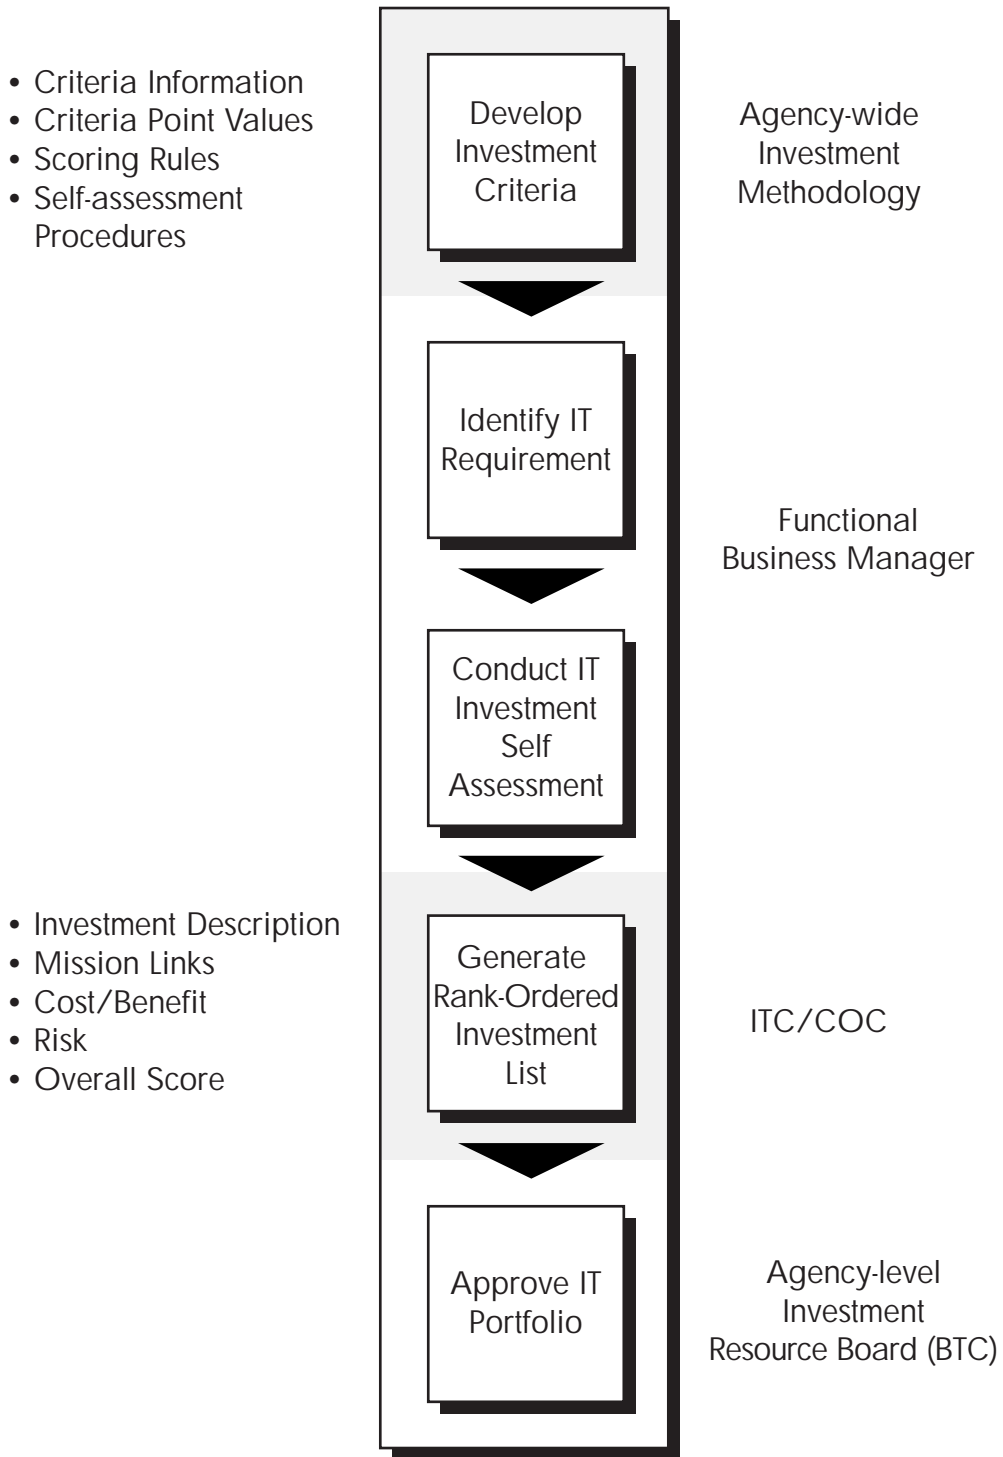 • Criteria Information
• Criteria Point Values
• Scoring Rules
• Self-assessment
Procedures
Develop
Investment
Criteria
Agency-wide
Investment
Methodology
Identify IT
Requirement
Functional
Business Manager
Conduct IT
Investment
Self
Assessment
• Investment Description
• Mission Links
• Cost/Benefit
• Risk
• Overall Score
Generate
Rank-Ordered
Investment
List
ITC/COC
Approve IT
Portfolio
Agency-level
Investment
Resource Board (BTC)